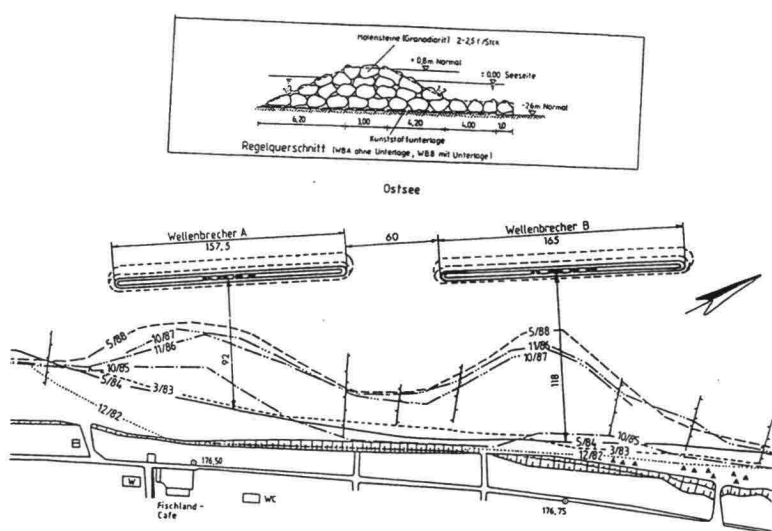 Molensteine (Granodiorit) 2-2,5 t/Stck
+ 0,8m Normal
± 0,00 Seeseite
-2,6m Normal
6,20 1,00 4,20 4,00 1,0
Kunststoffunterlage
Regelquerschnitt (WBA ohne Unterlage, WBB mit Unterlage)
Ostsee
Wellenbrecher A
157,5
60
Wellenbrecher B
165
5/88
10/87
11/86
10/85
5/84
3/83
12/82
92
5/88
11/86
10/87
118
10/85
5/84
3/83
12/82
176,50
W
Fischland-
Cafe
WC
176,75